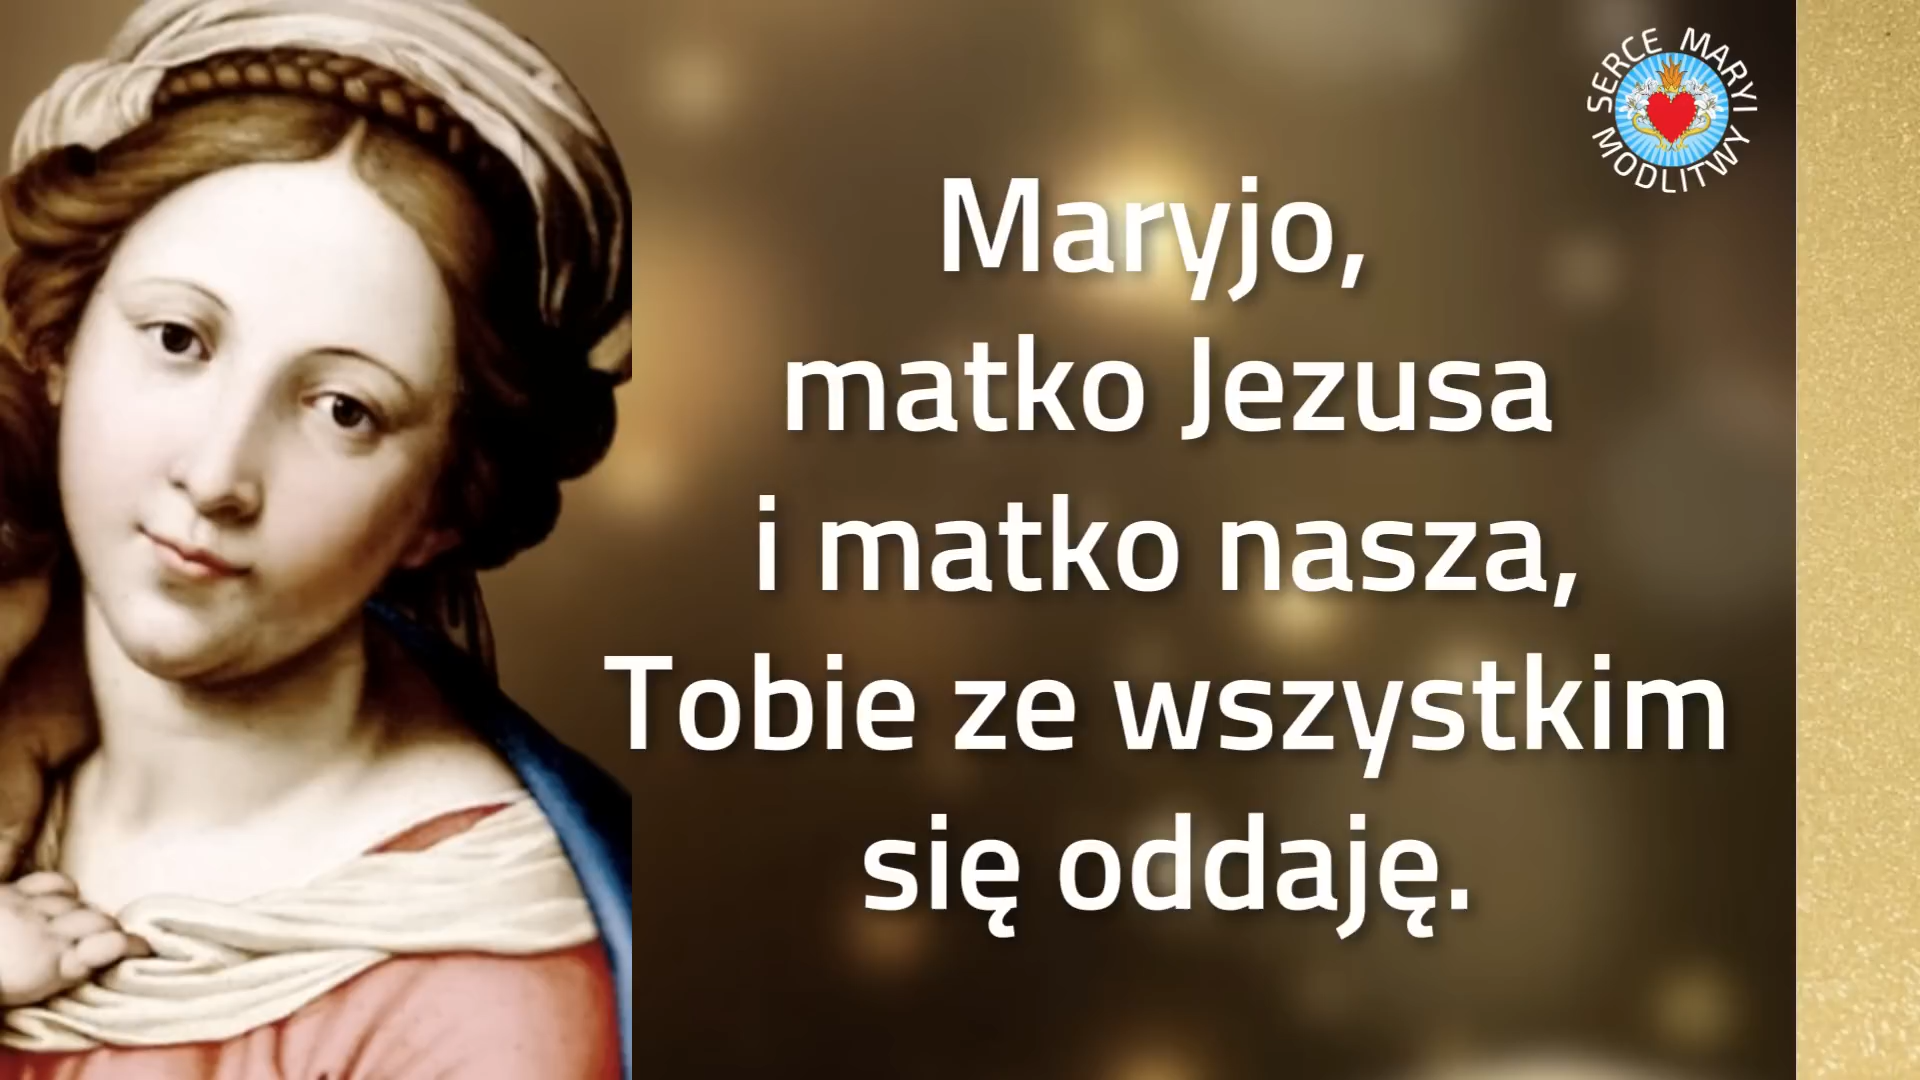 SERCE MARYI
MODLITWY
Maryjo,
matko Jezusa
i matko nasza,
Tobie ze wszystkim
się oddaję.